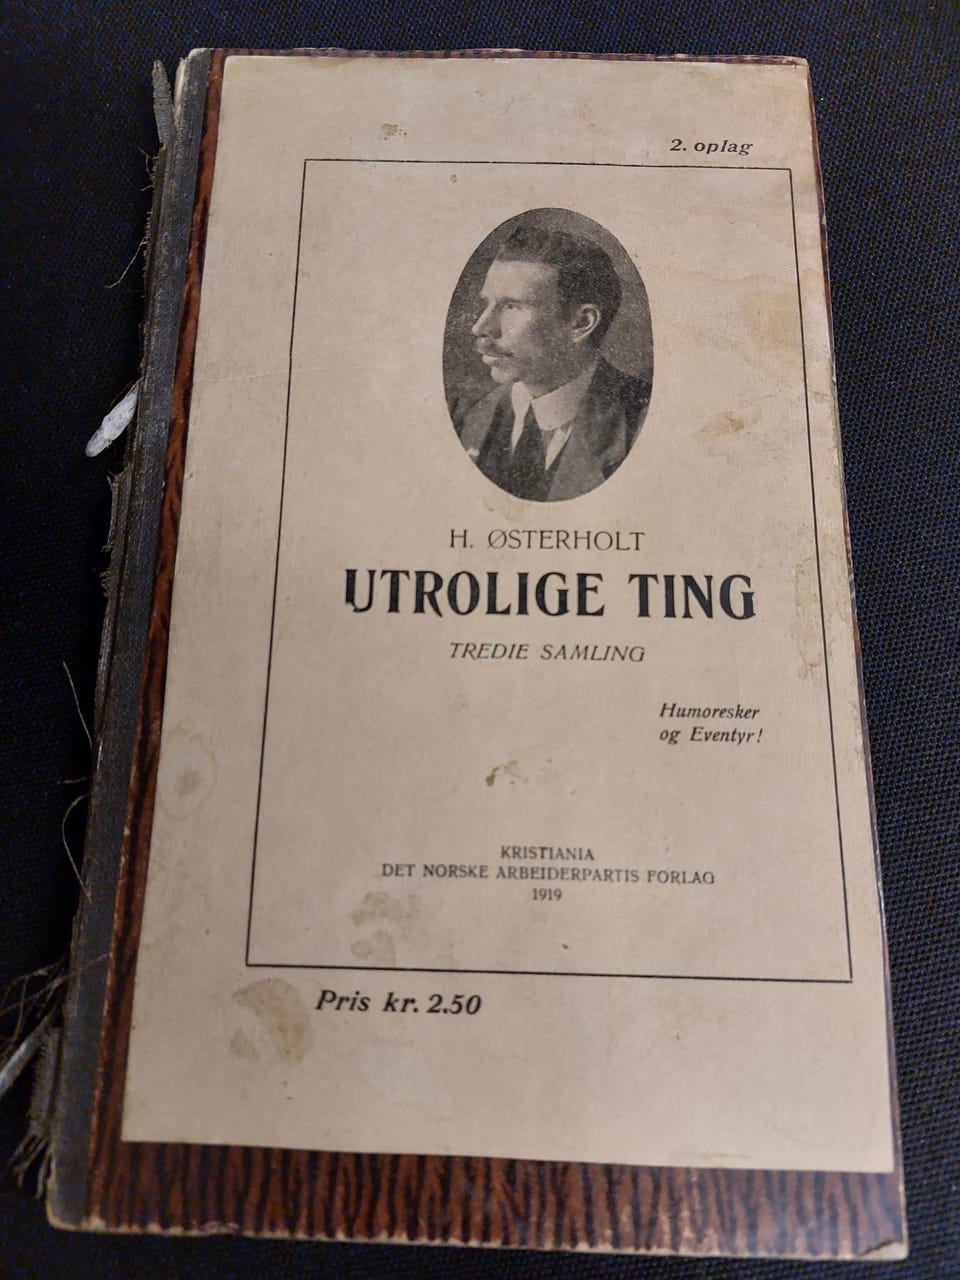 2. oplag
H. ØSTERHOLT
UTROLIGE TING
TREDIE SAMLING
Humoresker
og Eventyr!
KRISTIANIA
DET NORSKE ARBEIDERPARTIS FORLAG
1919
Pris kr. 2.50